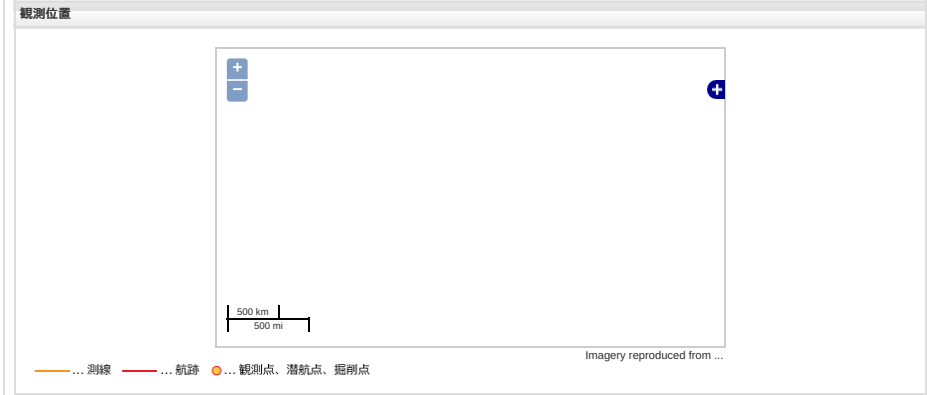 観測位置
+
−
+
500 km
500 mi
Imagery reproduced from ...
... 測線 ... 航跡 ... 観測点、潜航点、掘削点